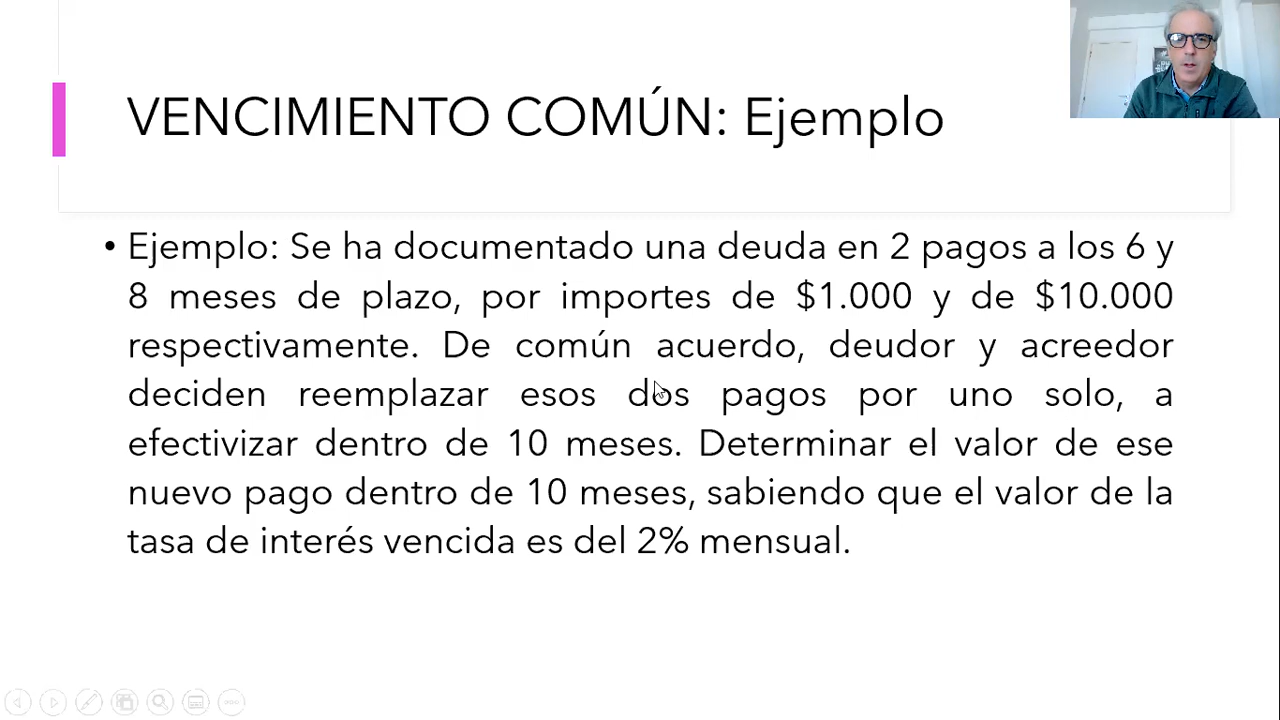 VENCIMIENTO COMÚN: Ejemplo
• Ejemplo: Se ha documentado una deuda en 2 pagos a los 6 y
8 meses de plazo, por importes de $1.000 y de $10.000
respectivamente. De común acuerdo, deudor y acreedor
deciden reemplazar esos dos pagos por uno solo, a
efectivizar dentro de 10 meses. Determinar el valor de ese
nuevo pago dentro de 10 meses, sabiendo que el valor de la
tasa de interés vencida es del 2% mensual.